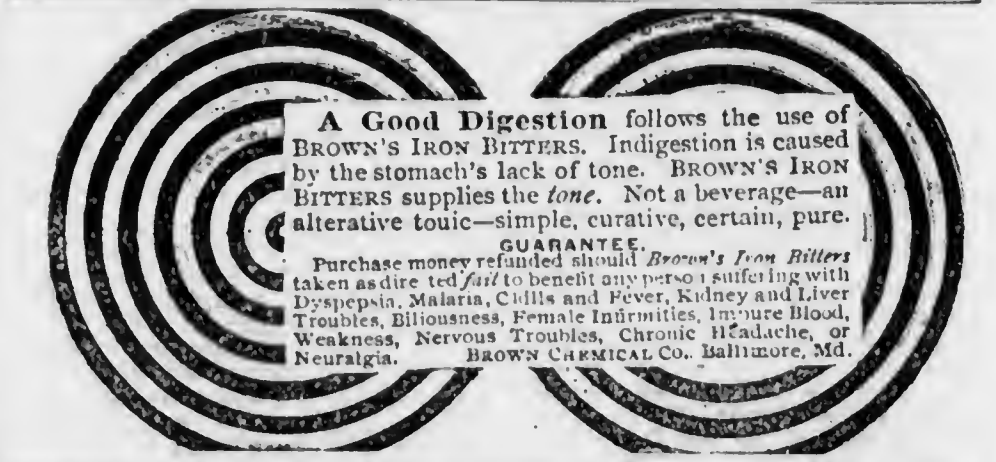 A Good Digestion follows the use of
BROWN'S IRON BITTERS. Indigestion is caused
by the stomach's lack of tone. BROWN'S IRON
BITTERS supplies the tone. Not a beverage—an
alterative touic—simple, curative, certain, pure.
GUARANTEE.
Purchase money refunded should Brown's Iron Bitters
taken as dire ted fail to benefit any perso i suffering with
Dyspepsia, Malaria, Chills and Fever, Kidney and Liver
Troubles, Biliousness, Female Infirmities, Impure Blood,
Weakness, Nervous Troubles, Chronic Headache, or
Neuralgia. BROWN CHEMICAL CO., Baltimore, Md.